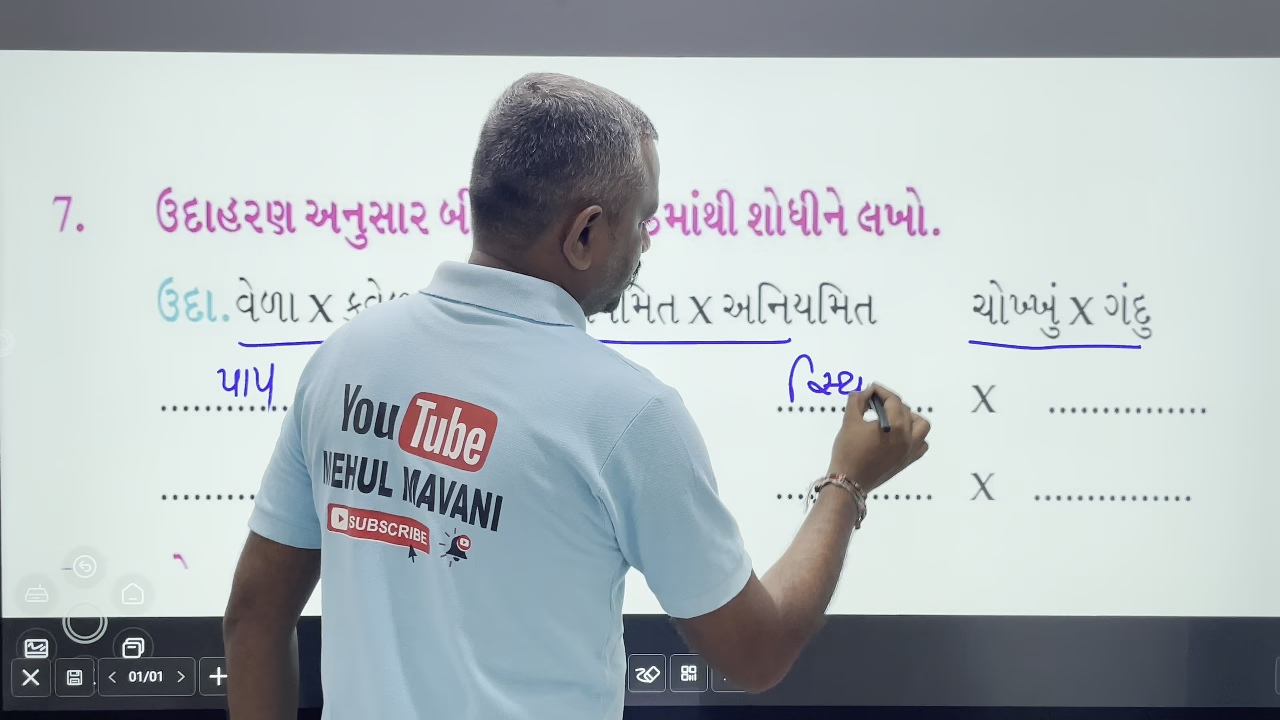 7. ઉદાહરણ અનુસાર માંથી શોધીને લખો.
ઉદા. વેળા X X અનિયમિત ચોખ્ખું X ગંદુ
પાપ X
X
You Tube
MEHUL MAVANI
SUBSCRIBE
01/01